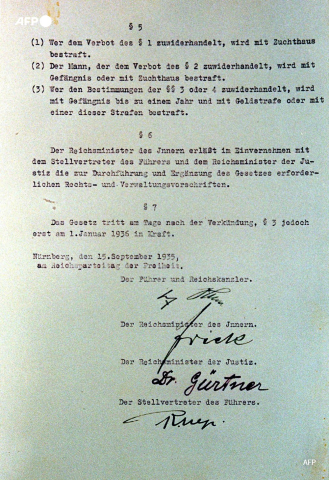 AFP
§ 5
(1) Wer dem Verbot des § 1 zuwiderhandelt, wird mit Zuchthaus
bestraft.
(2) Der Mann, der dem Verbot des § 2 zuwiderhandelt, wird mit
Gefängnis oder mit Zuchthaus bestraft.
(3) Wer den Bestimmungen der §§ 3 oder 4 zuwiderhandelt, wird
mit Gefängnis bis zu einem Jahr und mit Geldstrafe oder mit
einer dieser Strafen bestraft.
§ 6
Der Reichsminister des Jnnern erläßt im Einvernehmen mit
dem Stellvertreter des Führers und dem Reichsminister der Ju-
stiz die zur Durchführung und Ergänzung des Gesetzes erforder-
lichen Rechts- und Verwaltungsvorschriften.
§ 7
Das Gesetz tritt am Tage nach der Verkündung, § 3 jedoch
erst am 1.Januar 1936 in Kraft.
Nürnberg, den 15.September 1935,
am Reichsparteitag der Freiheit.
Der Führer und Reichskanzler.
Der Reichsminister des Jnnern.
Frick
Der Reichsminister der Justiz.
Dr. Gürtner
Der Stellvertreter des Führers.
AFP